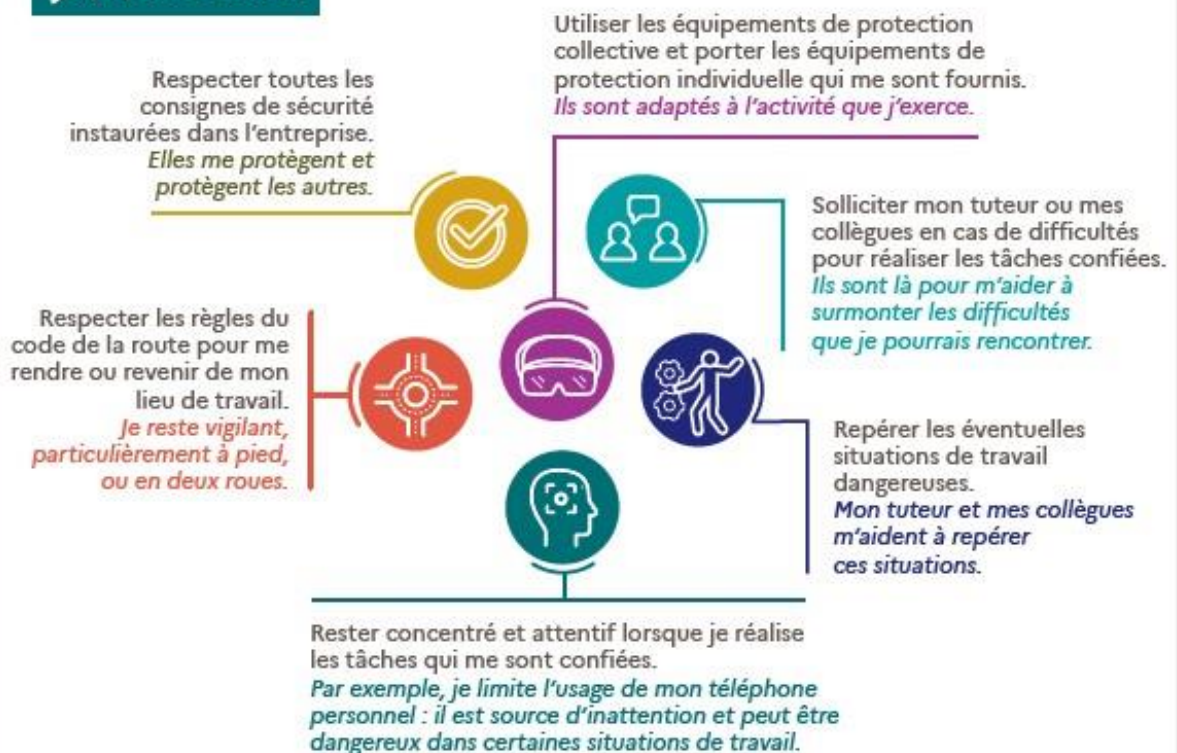 Utiliser les équipements de protection
collective et porter les équipements de
protection individuelle qui me sont fournis.
Ils sont adaptés à l'activité que j'exerce.
Respecter toutes les
consignes de sécurité
instaurées dans l'entreprise.
Elles me protègent et
protègent les autres.
Solliciter mon tuteur ou mes
collègues en cas de difficultés
pour réaliser les tâches confiées.
Ils sont là pour m'aider à
surmonter les difficultés
que je pourrais rencontrer.
Respecter les règles du
code de la route pour me
rendre ou revenir de mon
lieu de travail.
Je reste vigilant,
particulièrement à pied,
ou en deux roues.
Repérer les éventuelles
situations de travail
dangereuses.
Mon tuteur et mes collègues
m'aident à repérer
ces situations.
Rester concentré et attentif lorsque je réalise
les tâches qui me sont confiées.
Par exemple, je limite l'usage de mon téléphone
personnel : il est source d'inattention et peut être
dangereux dans certaines situations de travail.